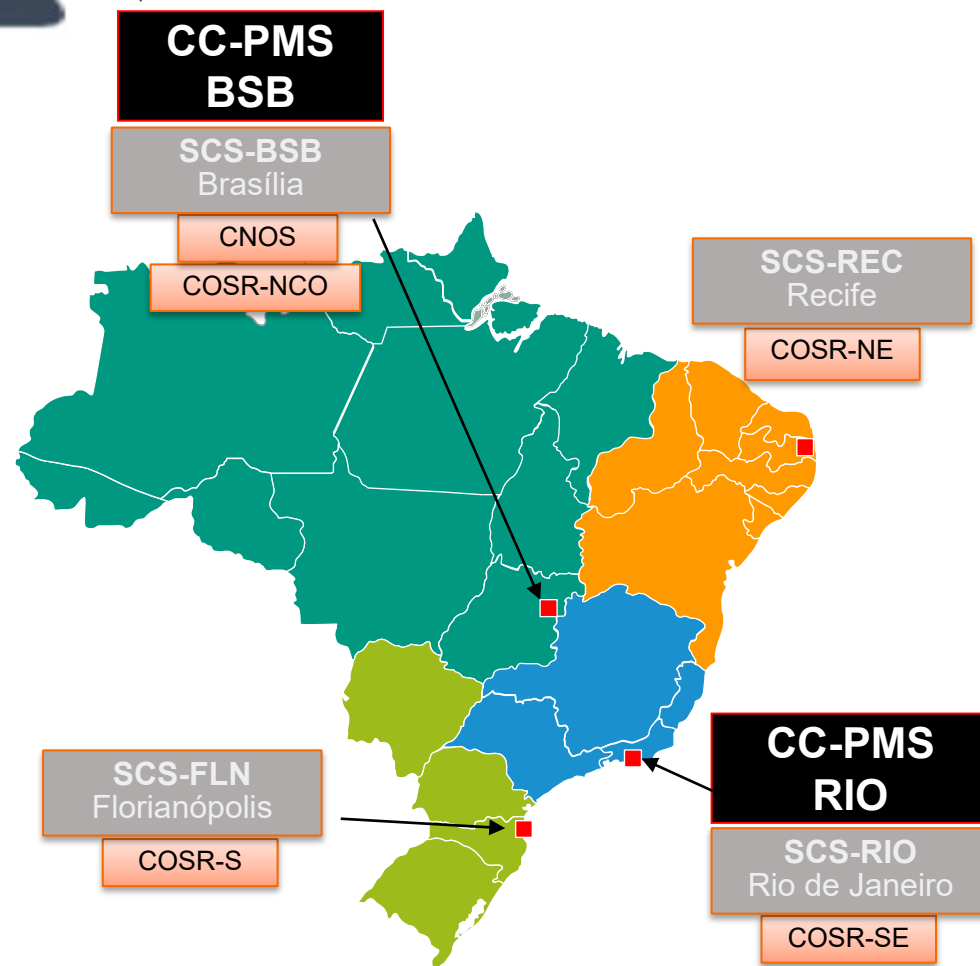 CC-PMS
BSB
SCS-BSB
Brasília
CNOS
COSR-NCO
SCS-REC
Recife
COSR-NE
SCS-FLN
Florianópolis
COSR-S
CC-PMS
RIO
SCS-RIO
Rio de Janeiro
COSR-SE